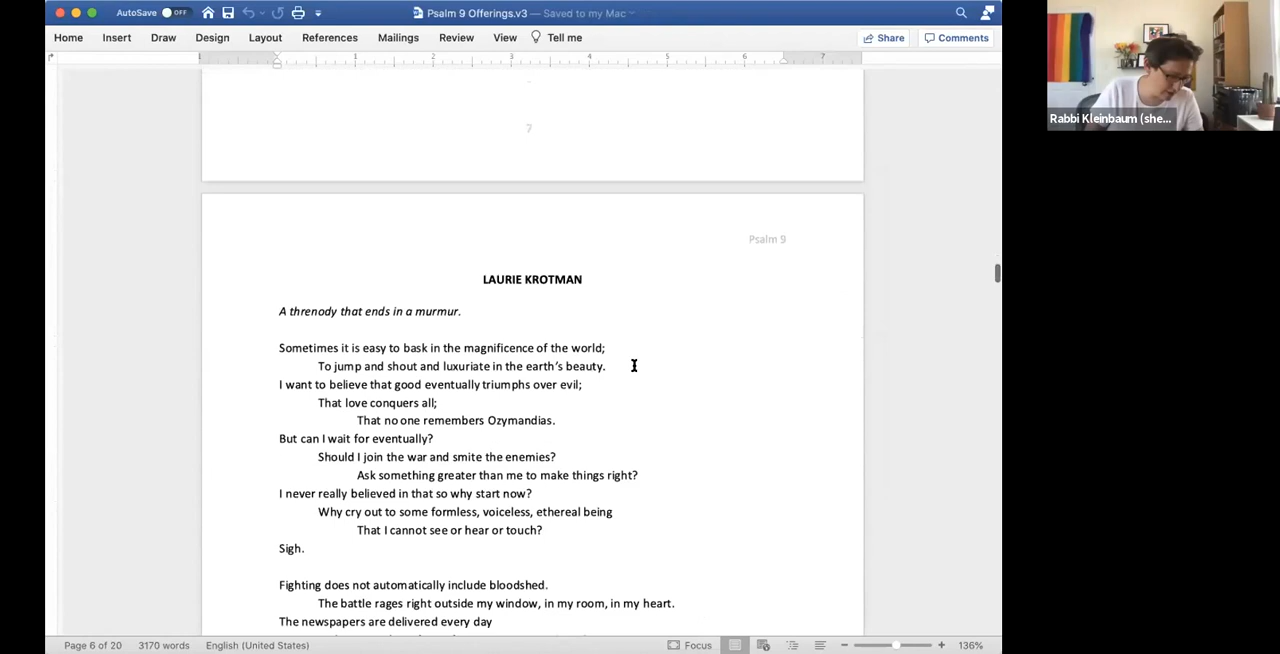 AutoSave OFF
Psalm 9 Offerings.v3 — Saved to my Mac
Home Insert Draw Design Layout References Mailings Review View Tell me Share Comments
1 1 2 3 4 5 6 7
7
Psalm 9
LAURIE KROTMAN
A threnody that ends in a murmur.
Sometimes it is easy to bask in the magnificence of the world;
To jump and shout and luxuriate in the earth's beauty.
I want to believe that good eventually triumphs over evil;
That love conquers all;
That no one remembers Ozymandias.
But can I wait for eventually?
Should I join the war and smite the enemies?
Ask something greater than me to make things right?
I never really believed in that so why start now?
Why cry out to some formless, voiceless, ethereal being
That I cannot see or hear or touch?
Sigh.
Fighting does not automatically include bloodshed.
The battle rages right outside my window, in my room, in my heart.
The newspapers are delivered every day
Page 6 of 20 3170 words English (United States) Focus 136%
Rabbi Kleinbaum (she...